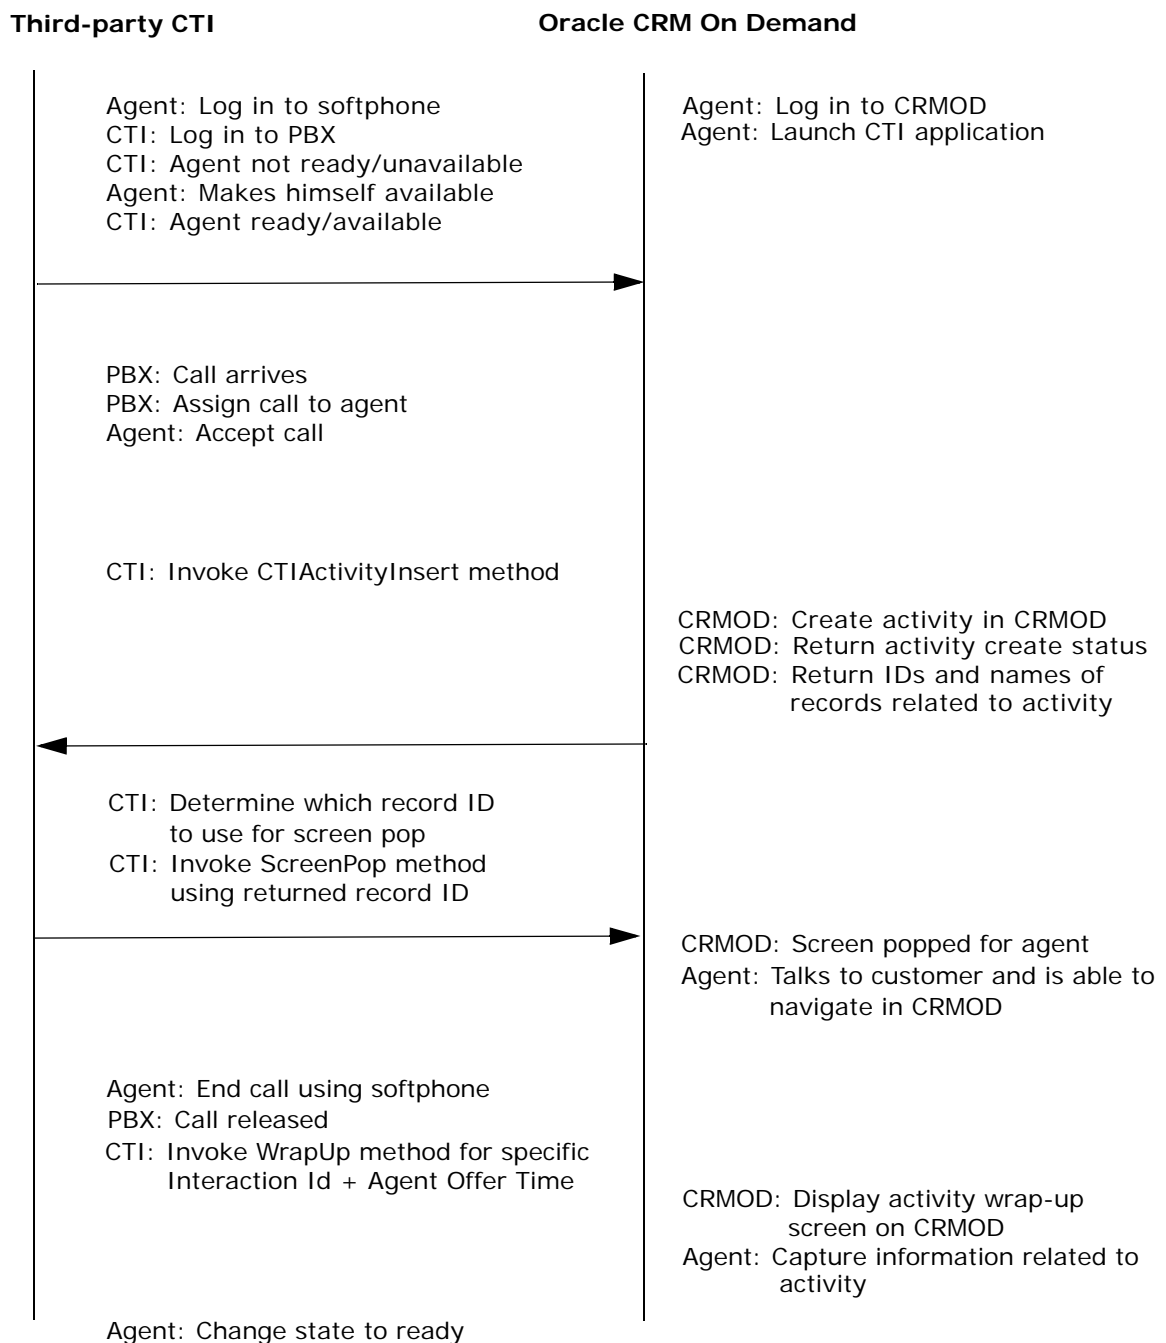 Third-party CTI
Oracle CRM On Demand
Agent: Log in to softphone
CTI: Log in to PBX
CTI: Agent not ready/unavailable
Agent: Makes himself available
CTI: Agent ready/available
Agent: Log in to CRMOD
Agent: Launch CTI application
PBX: Call arrives
PBX: Assign call to agent
Agent: Accept call
CTI: Invoke CTIActivityInsert method
CRMOD: Create activity in CRMOD
CRMOD: Return activity create status
CRMOD: Return IDs and names of
records related to activity
CTI: Determine which record ID
to use for screen pop
CTI: Invoke ScreenPop method
using returned record ID
CRMOD: Screen popped for agent
Agent: Talks to customer and is able to
navigate in CRMOD
Agent: End call using softphone
PBX: Call released
CTI: Invoke WrapUp method for specific
Interaction Id + Agent Offer Time
CRMOD: Display activity wrap-up
screen on CRMOD
Agent: Capture information related to
activity
Agent: Change state to ready